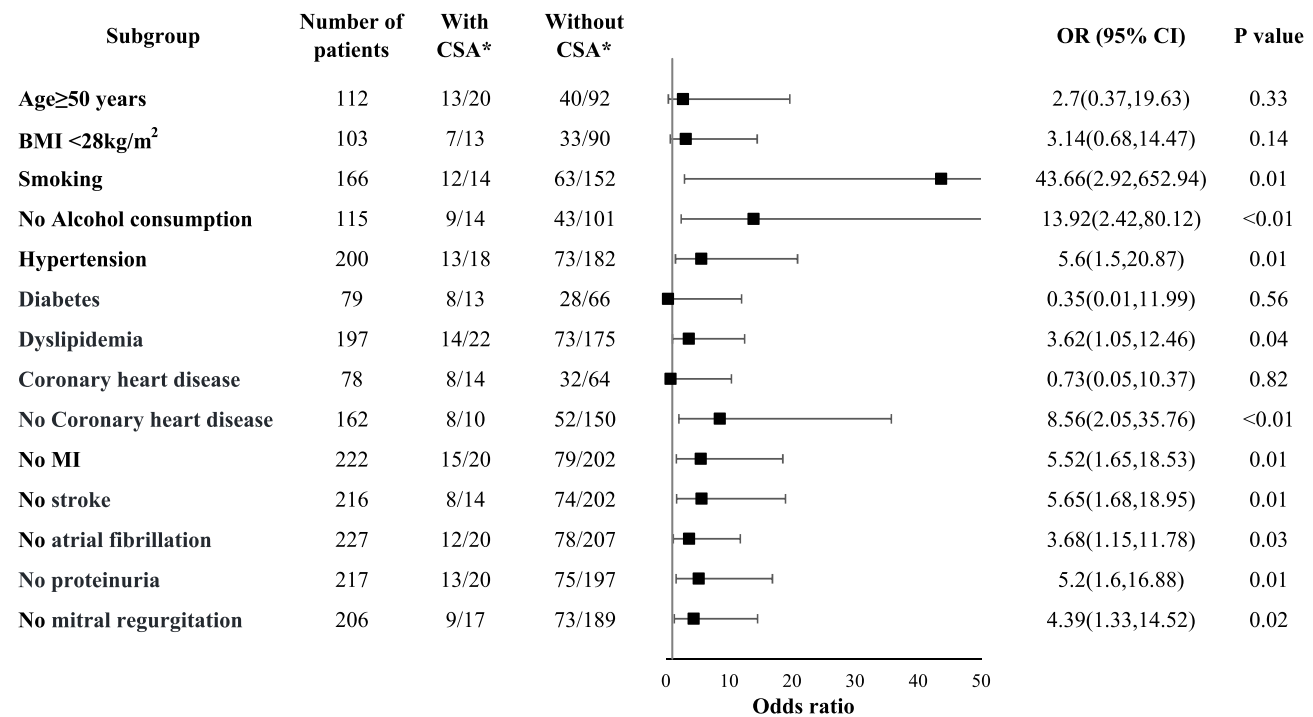 Subgroup Number of patients With CSA* Without CSA* OR (95% CI) P value
Age≥50 years 112 13/20 40/92 2.7(0.37,19.63) 0.33
BMI <28kg/m² 103 7/13 33/90 3.14(0.68,14.47) 0.14
Smoking 166 12/14 63/152 43.66(2.92,652.94) 0.01
No Alcohol consumption 115 9/14 43/101 13.92(2.42,80.12) <0.01
Hypertension 200 13/18 73/182 5.6(1.5,20.87) 0.01
Diabetes 79 8/13 28/66 0.35(0.01,11.99) 0.56
Dyslipidemia 197 14/22 73/175 3.62(1.05,12.46) 0.04
Coronary heart disease 78 8/14 32/64 0.73(0.05,10.37) 0.82
No Coronary heart disease 162 8/10 52/150 8.56(2.05,35.76) <0.01
No MI 222 15/20 79/202 5.52(1.65,18.53) 0.01
No stroke 216 8/14 74/202 5.65(1.68,18.95) 0.01
No atrial fibrillation 227 12/20 78/207 3.68(1.15,11.78) 0.03
No proteinuria 217 13/20 75/197 5.2(1.6,16.88) 0.01
No mitral regurgitation 206 9/17 73/189 4.39(1.33,14.52) 0.02
0 10 20 30 40 50
Odds ratio